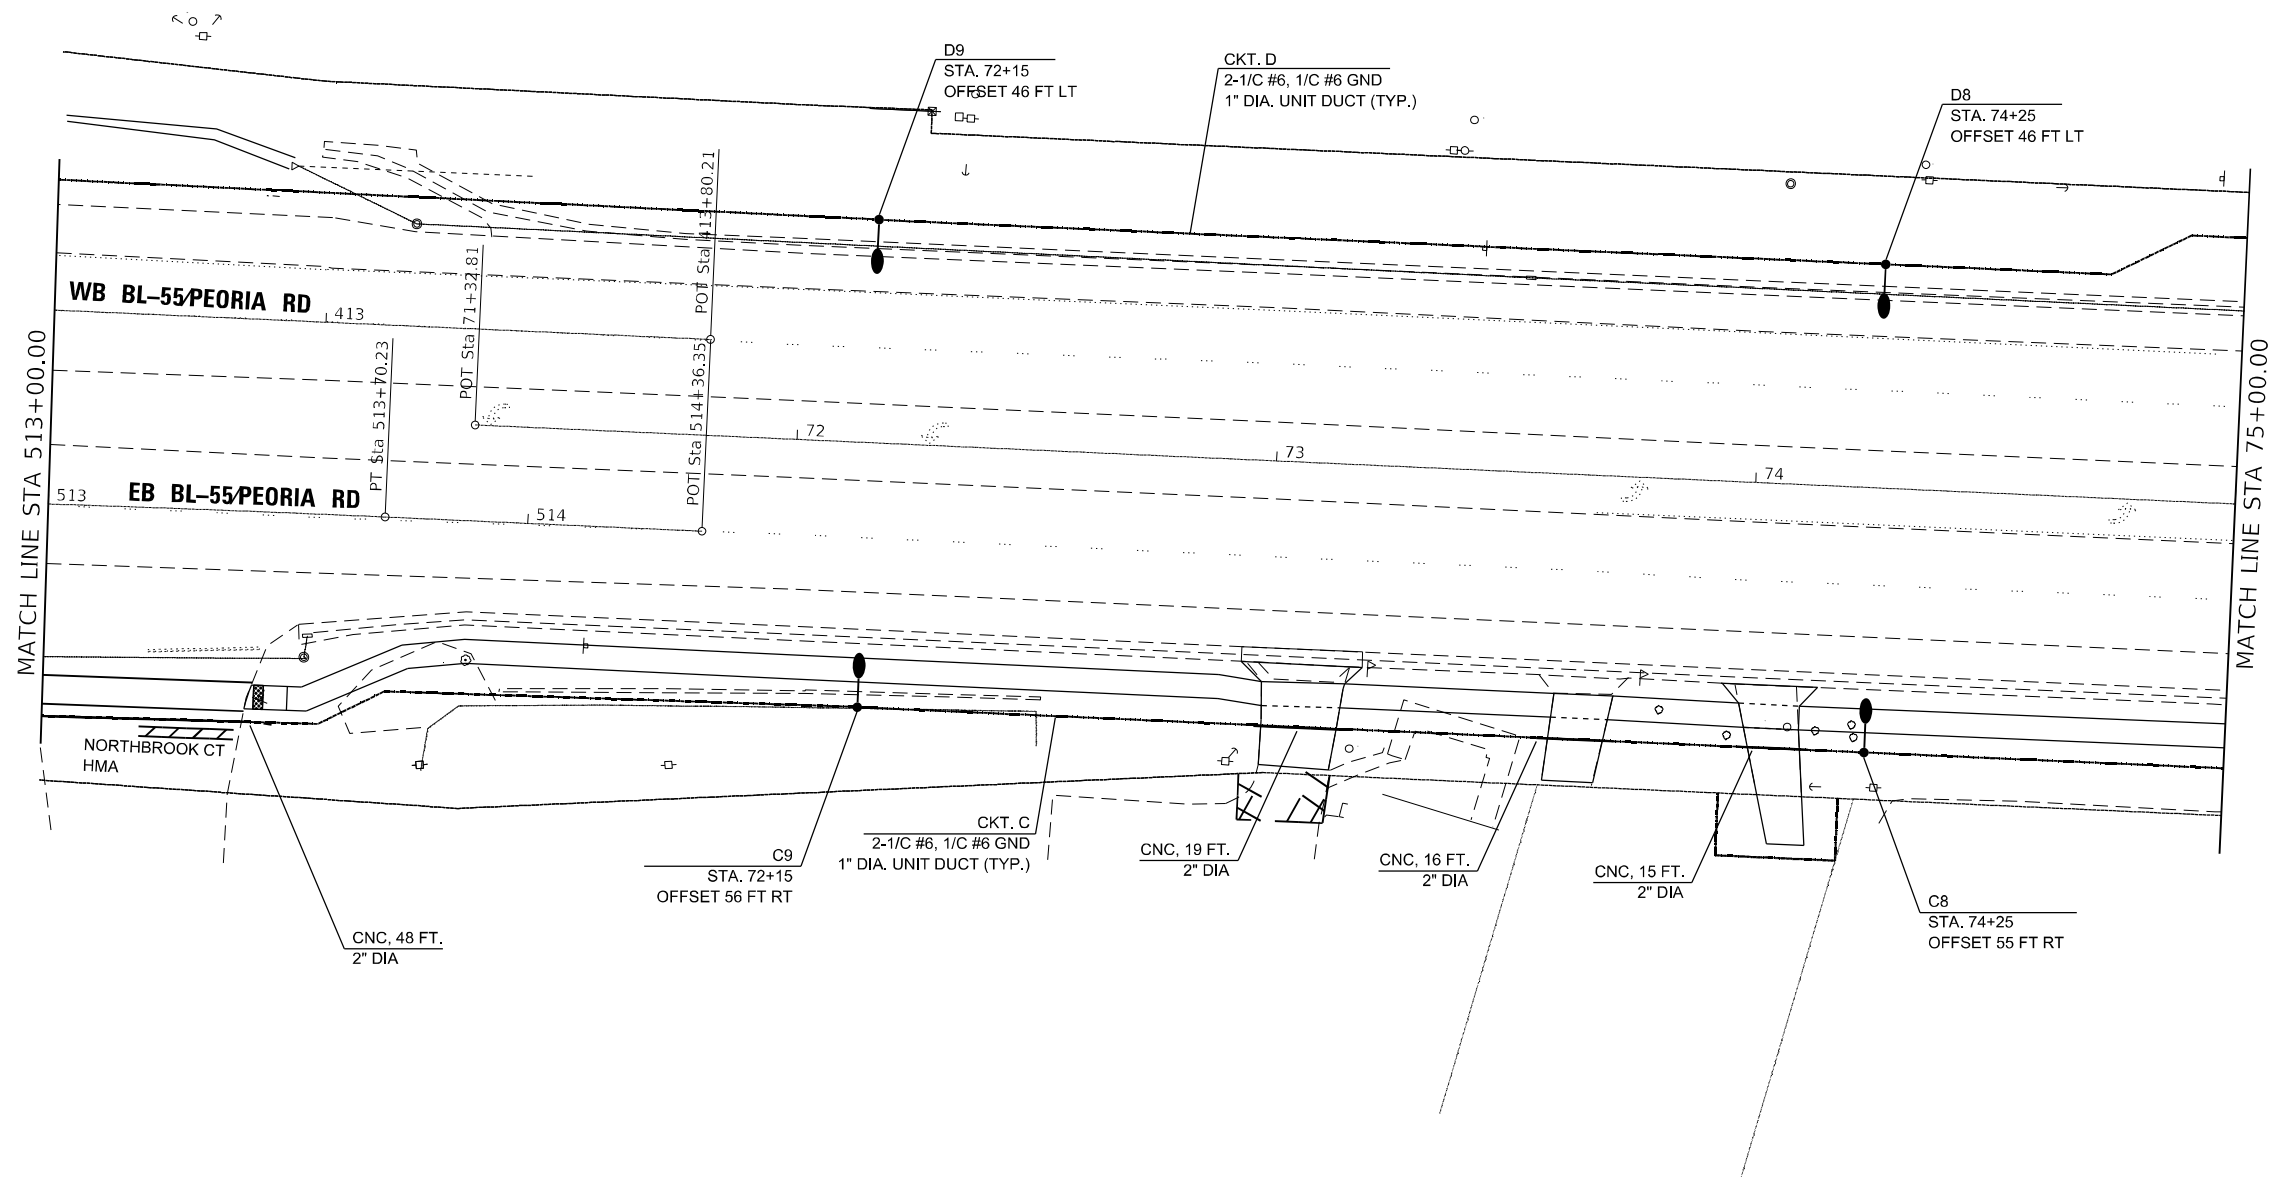 D9
STA. 72+15
OFFSET 46 FT LT
CKT. D
2-1/C #6, 1/C #6 GND
1" DIA. UNIT DUCT (TYP.)
D8
STA. 74+25
OFFSET 46 FT LT
POT Sta 413+80.21
POT Sta 71+32.81
WB BL-55/PEORIA RD
413
MATCH LINE STA 513+00.00
PT Sta 513+70.23
POT Sta 514+36.35
72
73
74
MATCH LINE STA 75+00.00
513
EB BL-55/PEORIA RD
514
NORTHBROOK CT
HMA
CKT. C
2-1/C #6, 1/C #6 GND
1" DIA. UNIT DUCT (TYP.)
C9
STA. 72+15
OFFSET 56 FT RT
CNC, 19 FT.
2" DIA
CNC, 16 FT.
2" DIA
CNC, 15 FT.
2" DIA
C8
STA. 74+25
OFFSET 55 FT RT
CNC, 48 FT.
2" DIA